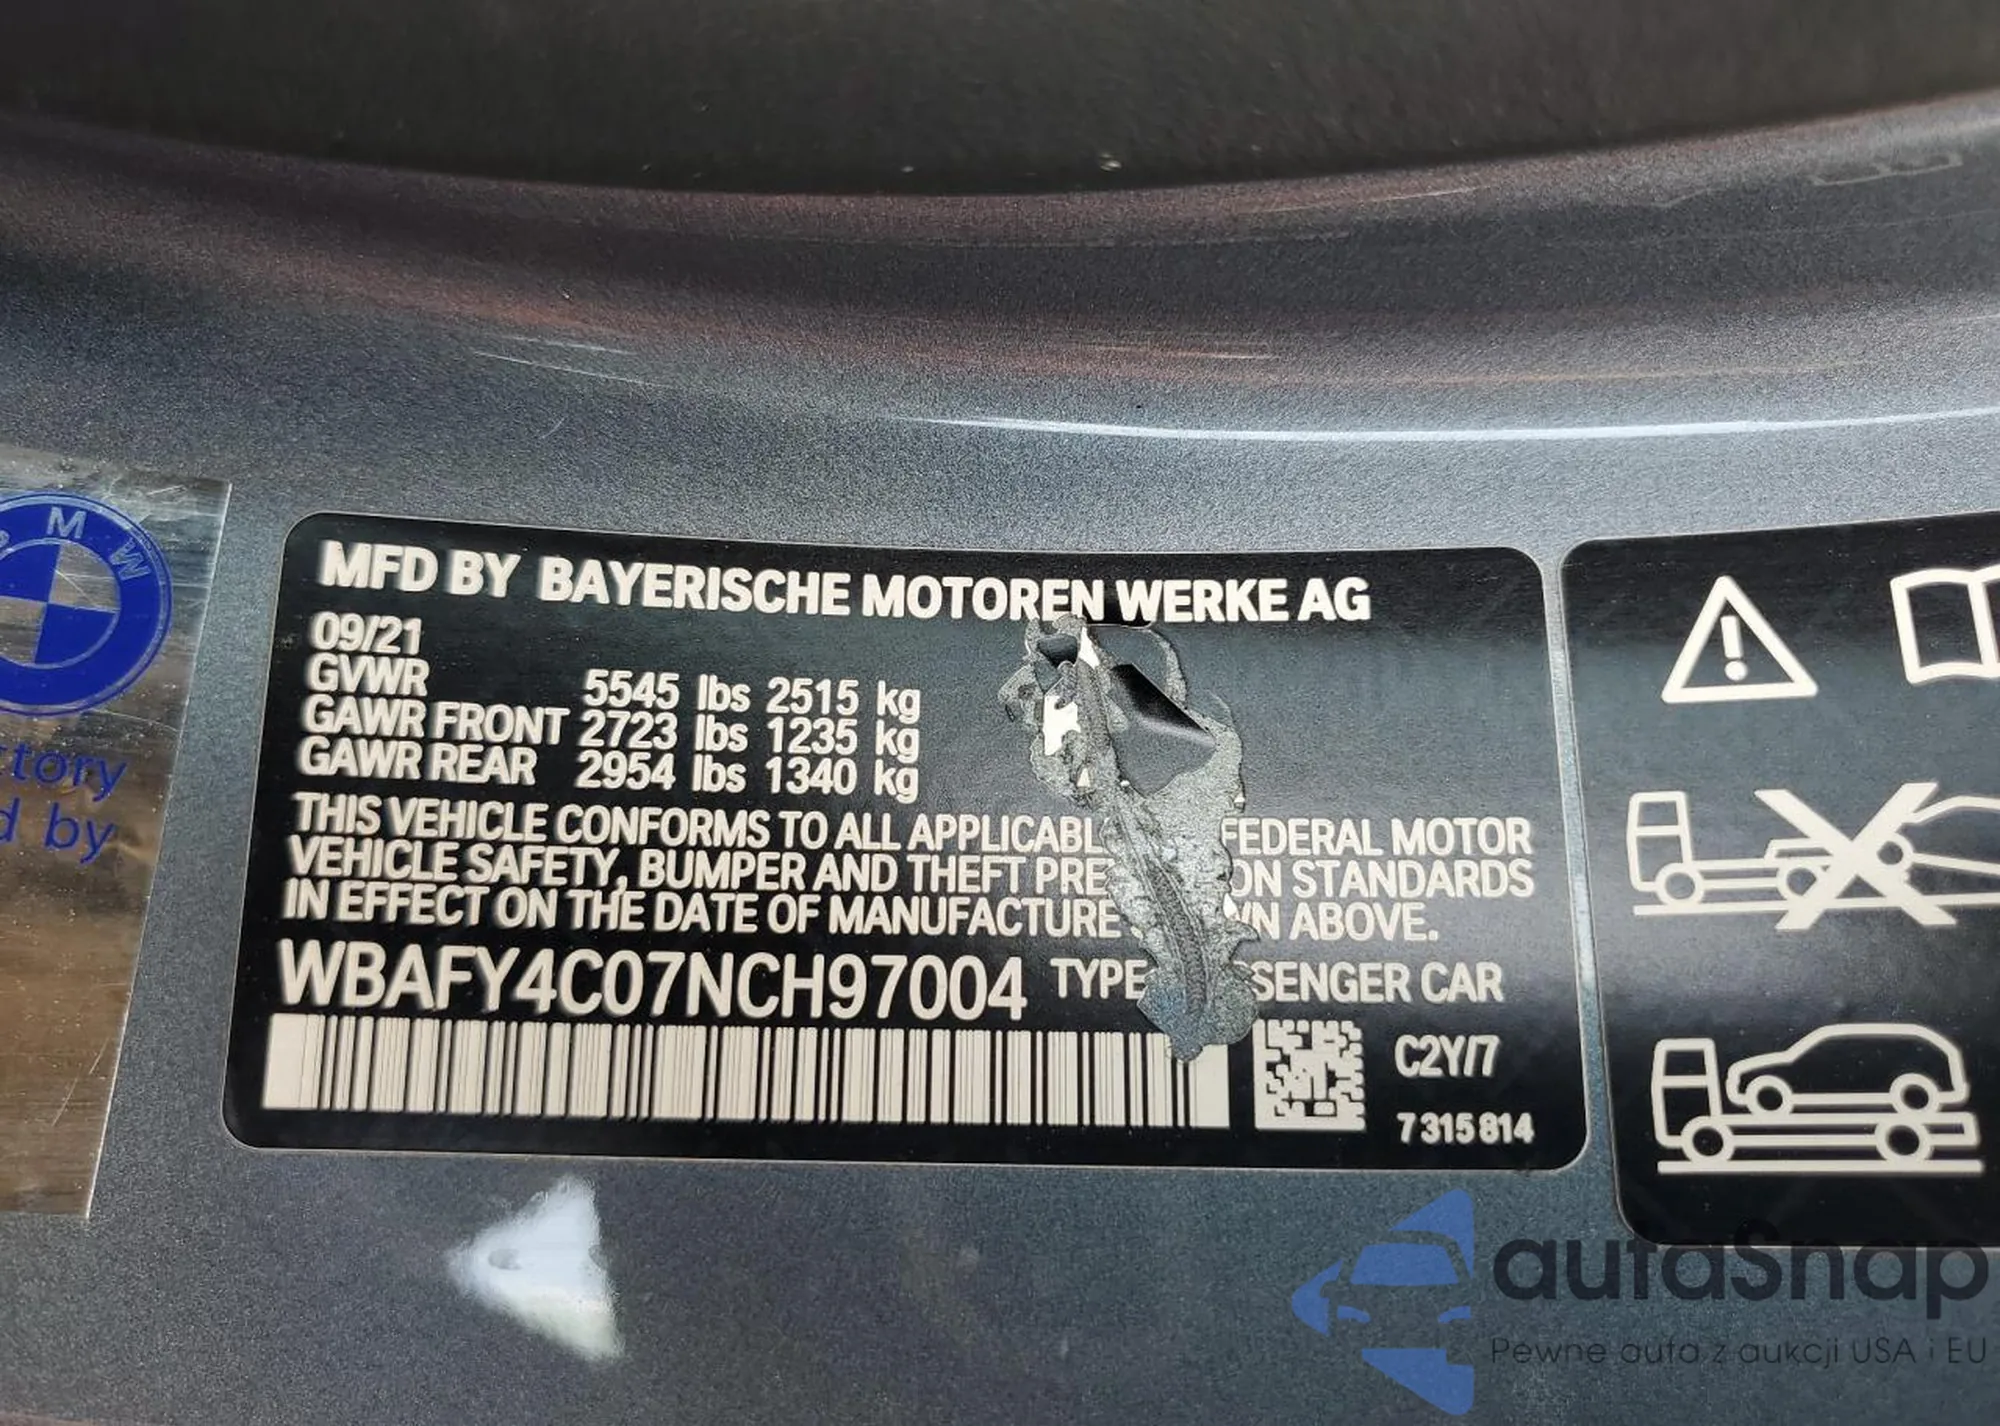 B M W
tory
d by
MFD BY BAYERISCHE MOTOREN WERKE AG
09/21
GVWR 5545 lbs 2515 kg
GAWR FRONT 2723 lbs 1235 kg
GAWR REAR 2954 lbs 1340 kg
THIS VEHICLE CONFORMS TO ALL APPLICABL FEDERAL MOTOR
VEHICLE SAFETY, BUMPER AND THEFT PRE ON STANDARDS
IN EFFECT ON THE DATE OF MANUFACTURE WN ABOVE.
WBAFY4C07NCH97004 TYPE SENGER CAR
C2Y/7
7 315 814
autaSnap
Pewne auta z aukcji USA i EU